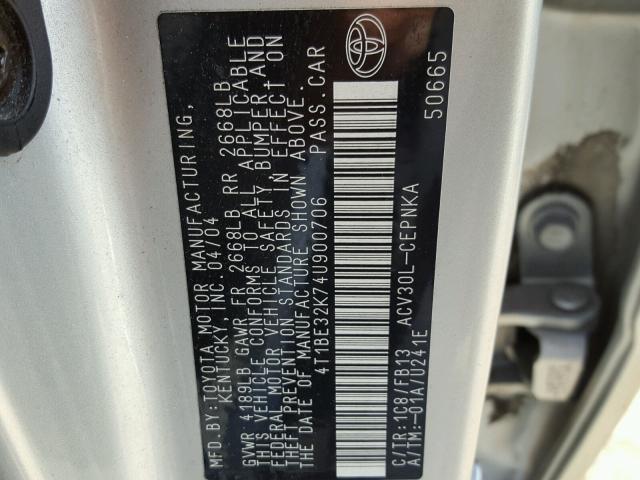 MFD. BY: TOYOTA MOTOR MANUFACTURING,
KENTUCKY, INC. 04/04
GVWR 4189LB GAWR FR 2668LB RR 2668LB
THIS VEHICLE CONFORMS TO ALL APPLICABLE
FEDERAL MOTOR VEHICLE SAFETY, BUMPER, AND
THEFT PREVENTION STANDARDS IN EFFECT ON
THE DATE OF MANUFACTURE SHOWN ABOVE.
4T1BE32K74U900706 PASS. CAR
C/TR:1C8/FB13 ACV30L-CEPNKA
A/TM:-01A/U241E 50665